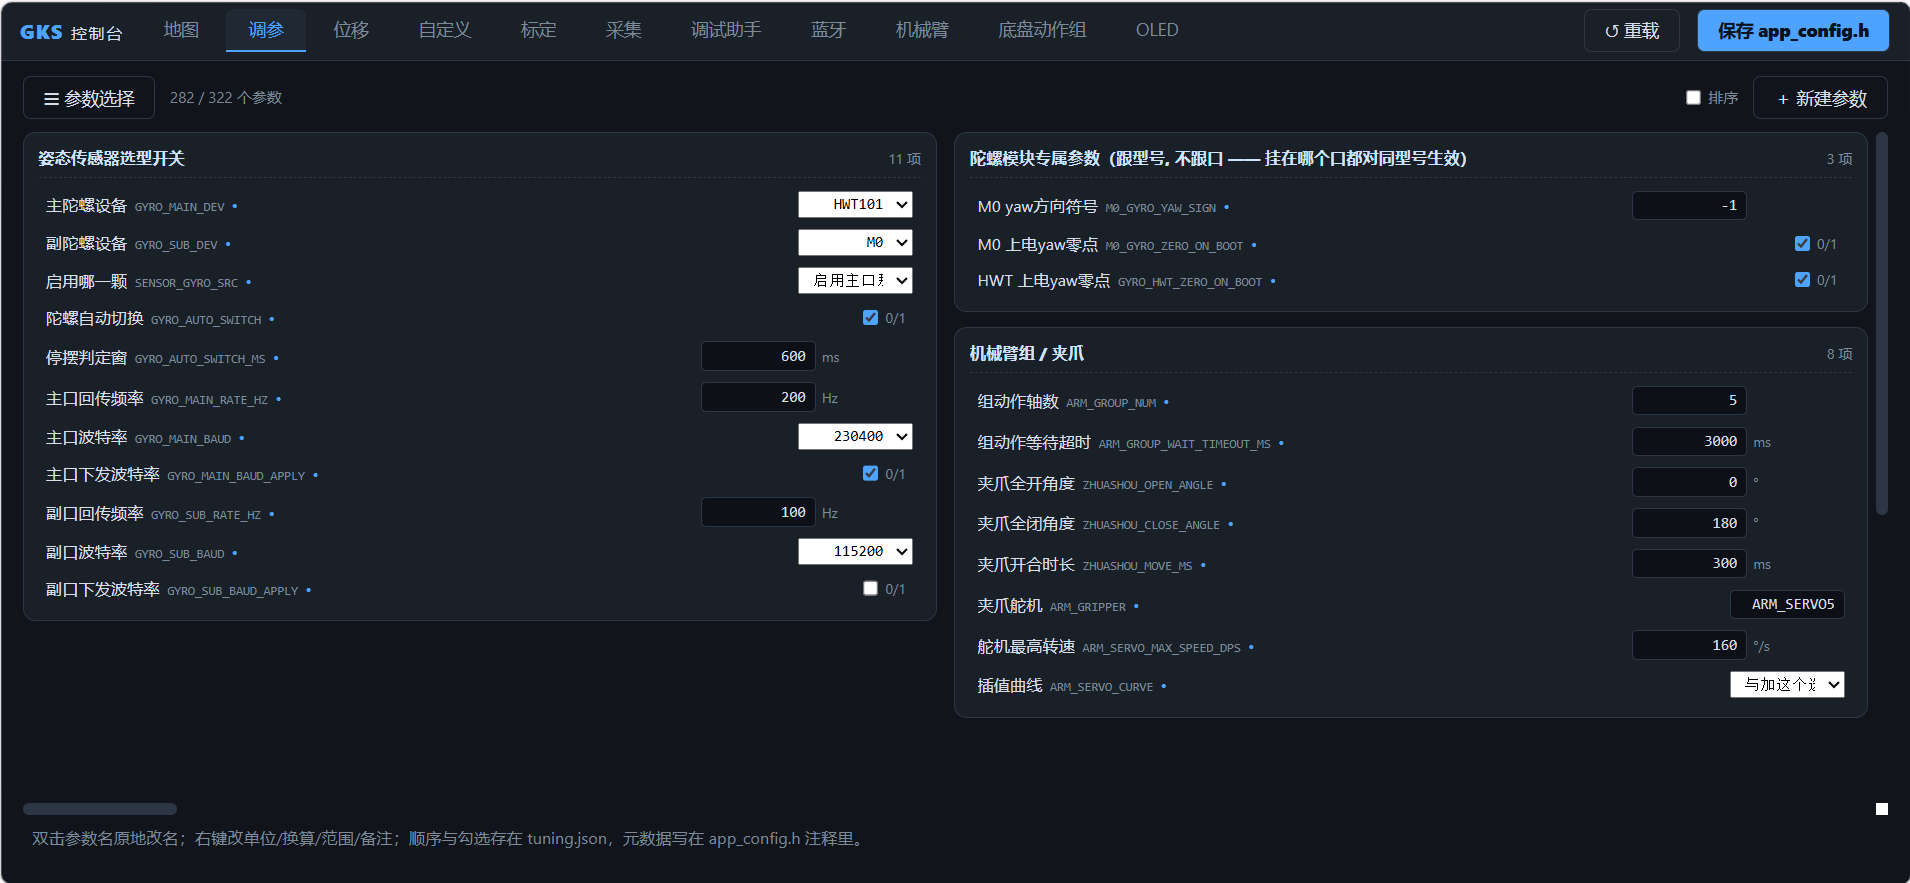 GKS 控制台 地图 调参 位移 自定义 标定 采集 调试助手 蓝牙 机械臂 底盘动作组 OLED ↺ 重载 保存 app_config.h
☰ 参数选择 282 / 322 个参数 排序 + 新建参数
姿态传感器选型开关 11 项
主陀螺设备 GYRO_MAIN_DEV • HWT101
副陀螺设备 GYRO_SUB_DEV • M0
启用哪一颗 SENSOR_GYRO_SRC • 启用主口
陀螺自动切换 GYRO_AUTO_SWITCH • 0/1
停摆判定窗 GYRO_AUTO_SWITCH_MS • 600 ms
主口回传频率 GYRO_MAIN_RATE_HZ • 200 Hz
主口波特率 GYRO_MAIN_BAUD • 230400
主口下发波特率 GYRO_MAIN_BAUD_APPLY • 0/1
副口回传频率 GYRO_SUB_RATE_HZ • 100 Hz
副口波特率 GYRO_SUB_BAUD • 115200
副口下发波特率 GYRO_SUB_BAUD_APPLY • 0/1
陀螺模块专属参数（跟型号, 不跟口 —— 挂在哪个口都对同型号生效） 3 项
M0 yaw方向符号 M0_GYRO_YAW_SIGN • -1
M0 上电yaw零点 M0_GYRO_ZERO_ON_BOOT • 0/1
HWT 上电yaw零点 GYRO_HWT_ZERO_ON_BOOT • 0/1
机械臂组 / 夹爪 8 项
组动作轴数 ARM_GROUP_NUM • 5
组动作等待超时 ARM_GROUP_WAIT_TIMEOUT_MS • 3000 ms
夹爪全开角度 ZHUASHOU_OPEN_ANGLE • 0 °
夹爪全闭角度 ZHUASHOU_CLOSE_ANGLE • 180 °
夹爪开合时长 ZHUASHOU_MOVE_MS • 300 ms
夹爪舵机 ARM_GRIPPER • ARM_SERVO5
舵机最高转速 ARM_SERVO_MAX_SPEED_DPS • 160 °/s
插值曲线 ARM_SERVO_CURVE • 与加这个
双击参数名原地改名；右键改单位/换算/范围/备注；顺序与勾选存在 tuning.json，元数据写在 app_config.h 注释里。